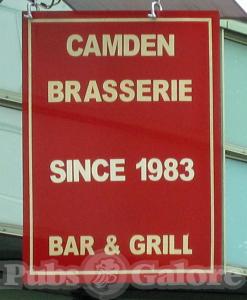 CAMDEN
BRASSERIE
SINCE 1983
BAR & GRILL
Pubs Galore